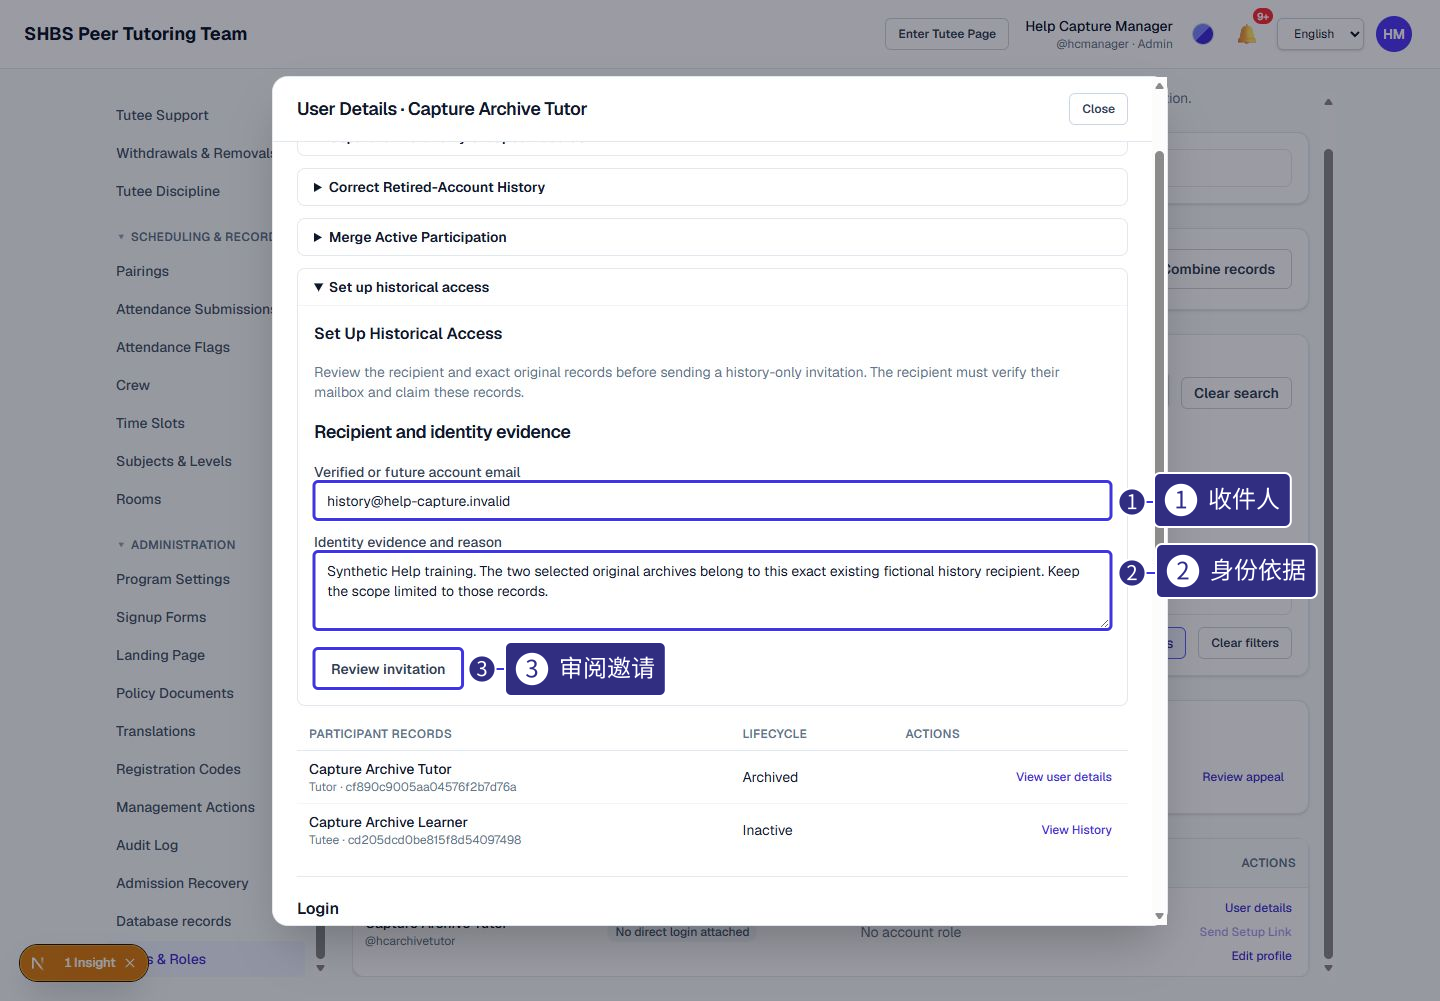 SHBS Peer Tutoring Team
Enter Tutee Page
Help Capture Manager
@hcmanager · Admin
9+
English
HM
Tutee Support
Withdrawals & Removals
Tutee Discipline
SCHEDULING & RECORD
Pairings
Attendance Submissions
Attendance Flags
Crew
Time Slots
Subjects & Levels
Rooms
ADMINISTRATION
Program Settings
Signup Forms
Landing Page
Policy Documents
Translations
Registration Codes
Management Actions
Audit Log
Admission Recovery
Database records
s & Roles
N 1 Insight ×
User Details · Capture Archive Tutor
Close
Correct Retired-Account History
Merge Active Participation
Set up historical access
Set Up Historical Access
Review the recipient and exact original records before sending a history-only invitation. The recipient must verify their
mailbox and claim these records.
Recipient and identity evidence
Verified or future account email
history@help-capture.invalid
1 1 收件人
Identity evidence and reason
Synthetic Help training. The two selected original archives belong to this exact existing fictional history recipient. Keep
the scope limited to those records.
2 2 身份依据
Review invitation
3 3 审阅邀请
PARTICIPANT RECORDS LIFECYCLE ACTIONS
Capture Archive Tutor
Tutor · cf890c9005aa04576f2b7d76a
Archived
View user details
Capture Archive Learner
Tutee · cd205dcd0be815f8d54097498
Inactive
View History
Login
tion.
Combine records
Clear search
s
Clear filters
Review appeal
ACTIONS
@hcarchivetutor
No direct login attached
No account role
User details
Send Setup Link
Edit profile